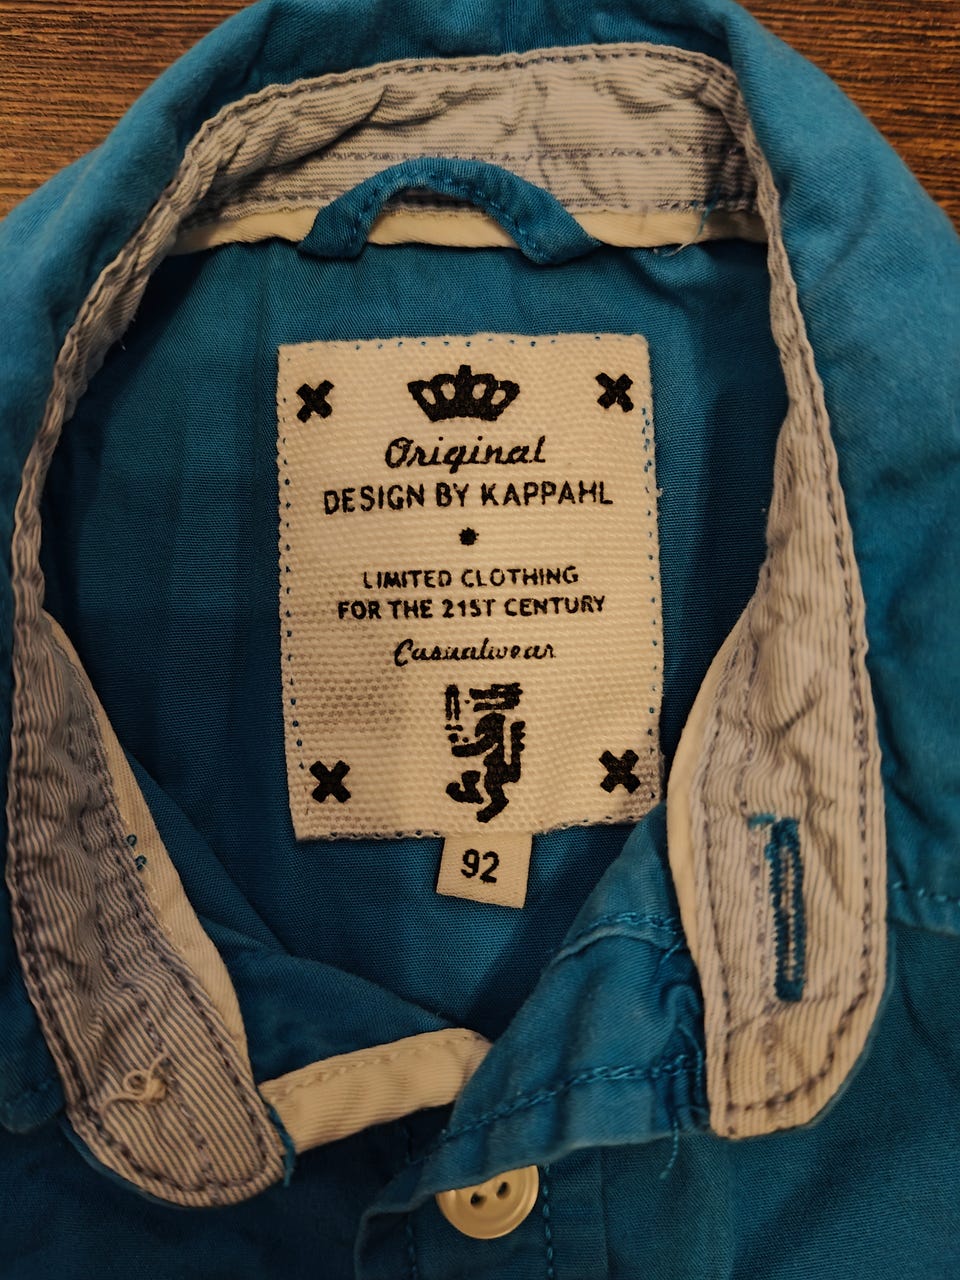 Original
DESIGN BY KAPPAHL
LIMITED CLOTHING
FOR THE 21ST CENTURY
Casualwear
92